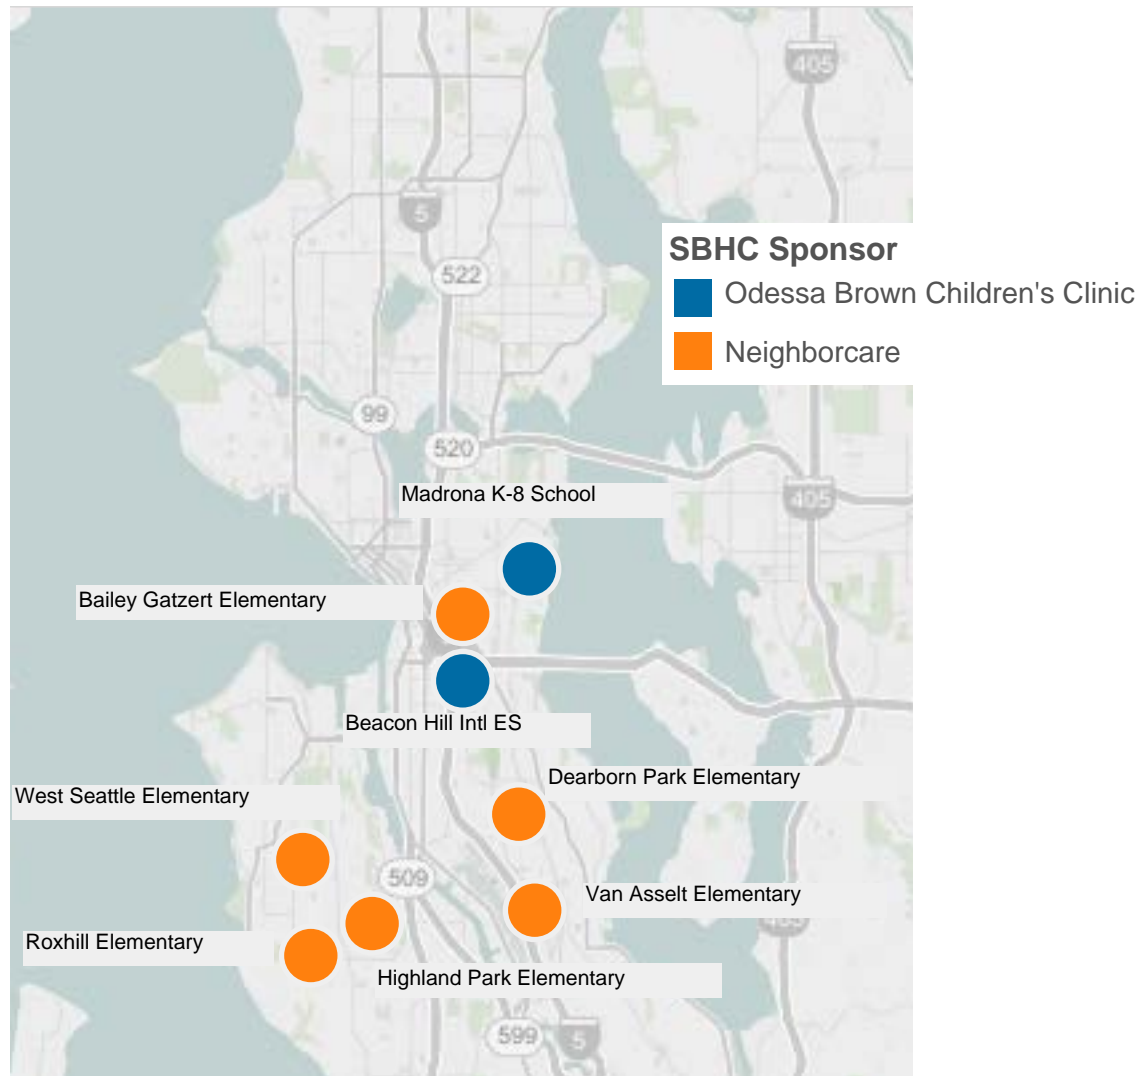 405
5
SBHC Sponsor
522
Odessa Brown Children's Clinic
Neighborcare
99
520
Madrona K-8 School
405
Bailey Gatzert Elementary
Beacon Hill Intl ES
Dearborn Park Elementary
West Seattle Elementary
509
Van Asselt Elementary
Roxhill Elementary
Highland Park Elementary
599
5